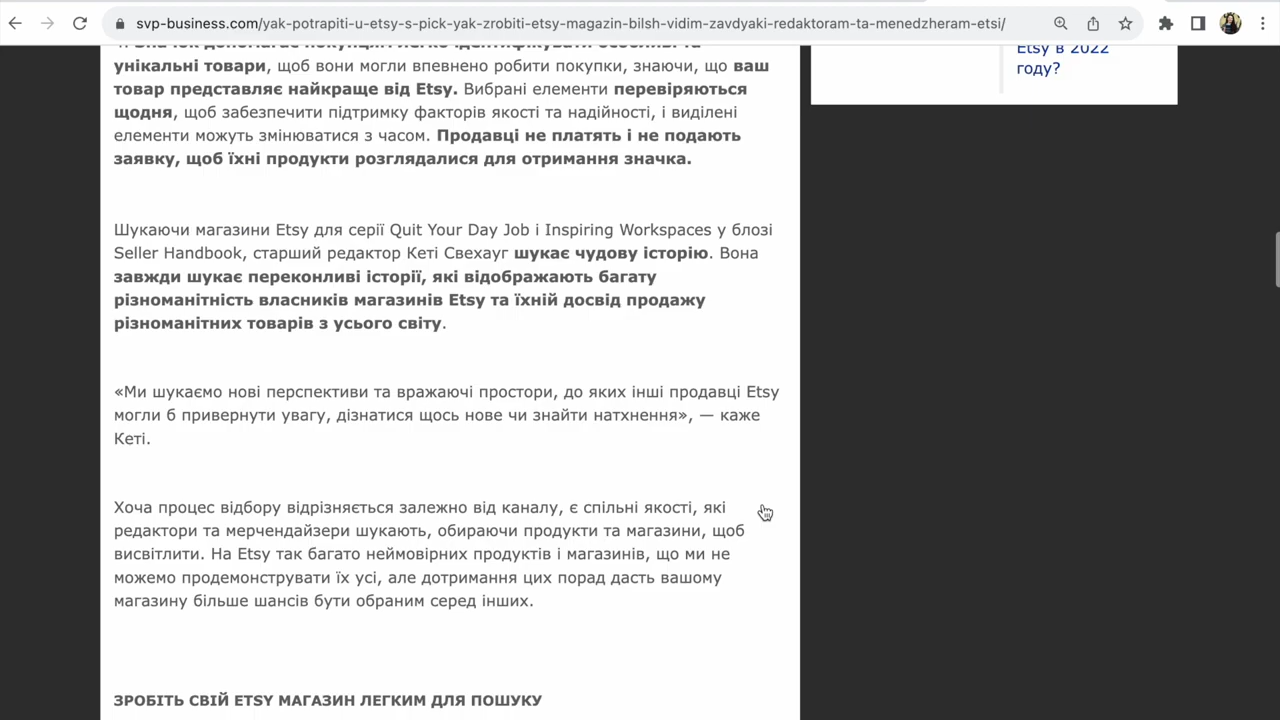 svp-business.com/yak-potrapiti-u-etsy-s-pick-yak-zrobiti-etsy-magazin-bilsh-vidim-zavdyaki-redaktoram-ta-menedzheram-etsi/
Etsy в 2022
году?
унікальні товари, щоб вони могли впевнено робити покупки, знаючи, що ваш
товар представляє найкраще від Etsy. Вибрані елементи перевіряються
щодня, щоб забезпечити підтримку факторів якості та надійності, і виділені
елементи можуть змінюватися з часом. Продавці не платять і не подають
заявку, щоб їхні продукти розглядалися для отримання значка.
Шукаючи магазини Etsy для серії Quit Your Day Job і Inspiring Workspaces у блозі
Seller Handbook, старший редактор Кеті Свехауг шукає чудову історію. Вона
завжди шукає переконливі історії, які відображають багату
різноманітність власників магазинів Etsy та їхній досвід продажу
різноманітних товарів з усього світу.
«Ми шукаємо нові перспективи та вражаючі простори, до яких інші продавці Etsy
могли б привернути увагу, дізнатися щось нове чи знайти натхнення», — каже
Кеті.
Хоча процес відбору відрізняється залежно від каналу, є спільні якості, які
редактори та мерчендайзери шукають, обираючи продукти та магазини, щоб
висвітлити. На Etsy так багато неймовірних продуктів і магазинів, що ми не
можемо продемонструвати їх усі, але дотримання цих порад дасть вашому
магазину більше шансів бути обраним серед інших.
ЗРОБІТЬ СВІЙ ETSY МАГАЗИН ЛЕГКИМ ДЛЯ ПОШУКУ